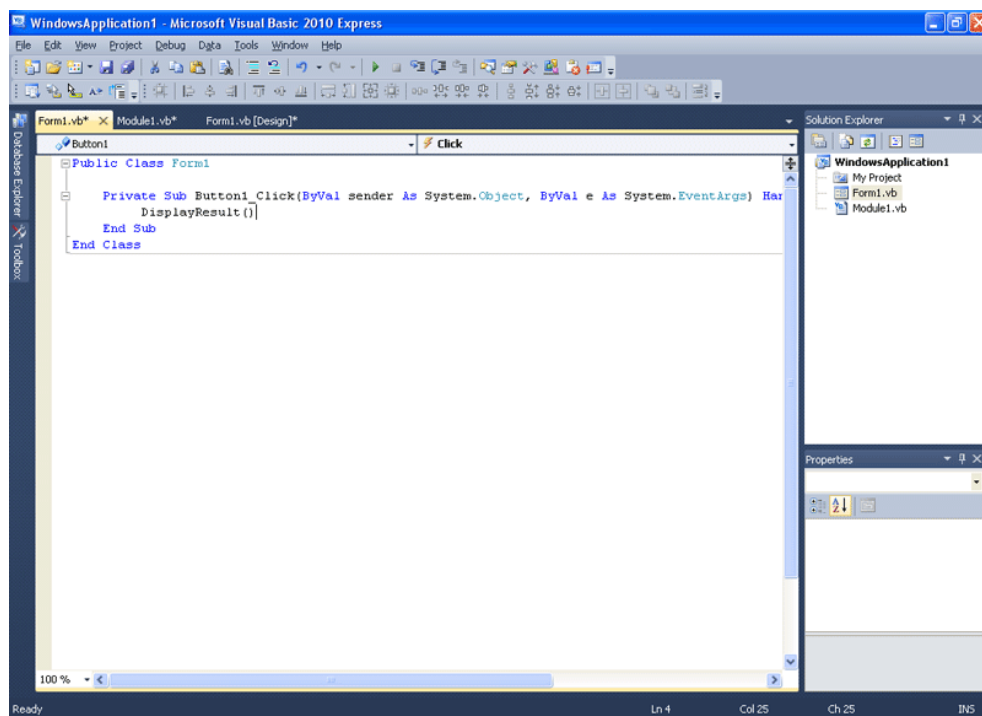 WindowsApplication1 - Microsoft Visual Basic 2010 Express
File Edit View Project Debug Data Tools Window Help
Form1.vb* Module1.vb* Form1.vb [Design]*
Button1 Click
Public Class Form1
Private Sub Button1_Click(ByVal sender As System.Object, ByVal e As System.EventArgs) Han
DisplayResult()
End Sub
End Class
Database Explorer
Toolbox
Solution Explorer
WindowsApplication1
My Project
Form1.vb
Module1.vb
Properties
100 %
Ready Ln 4 Col 25 Ch 25 INS